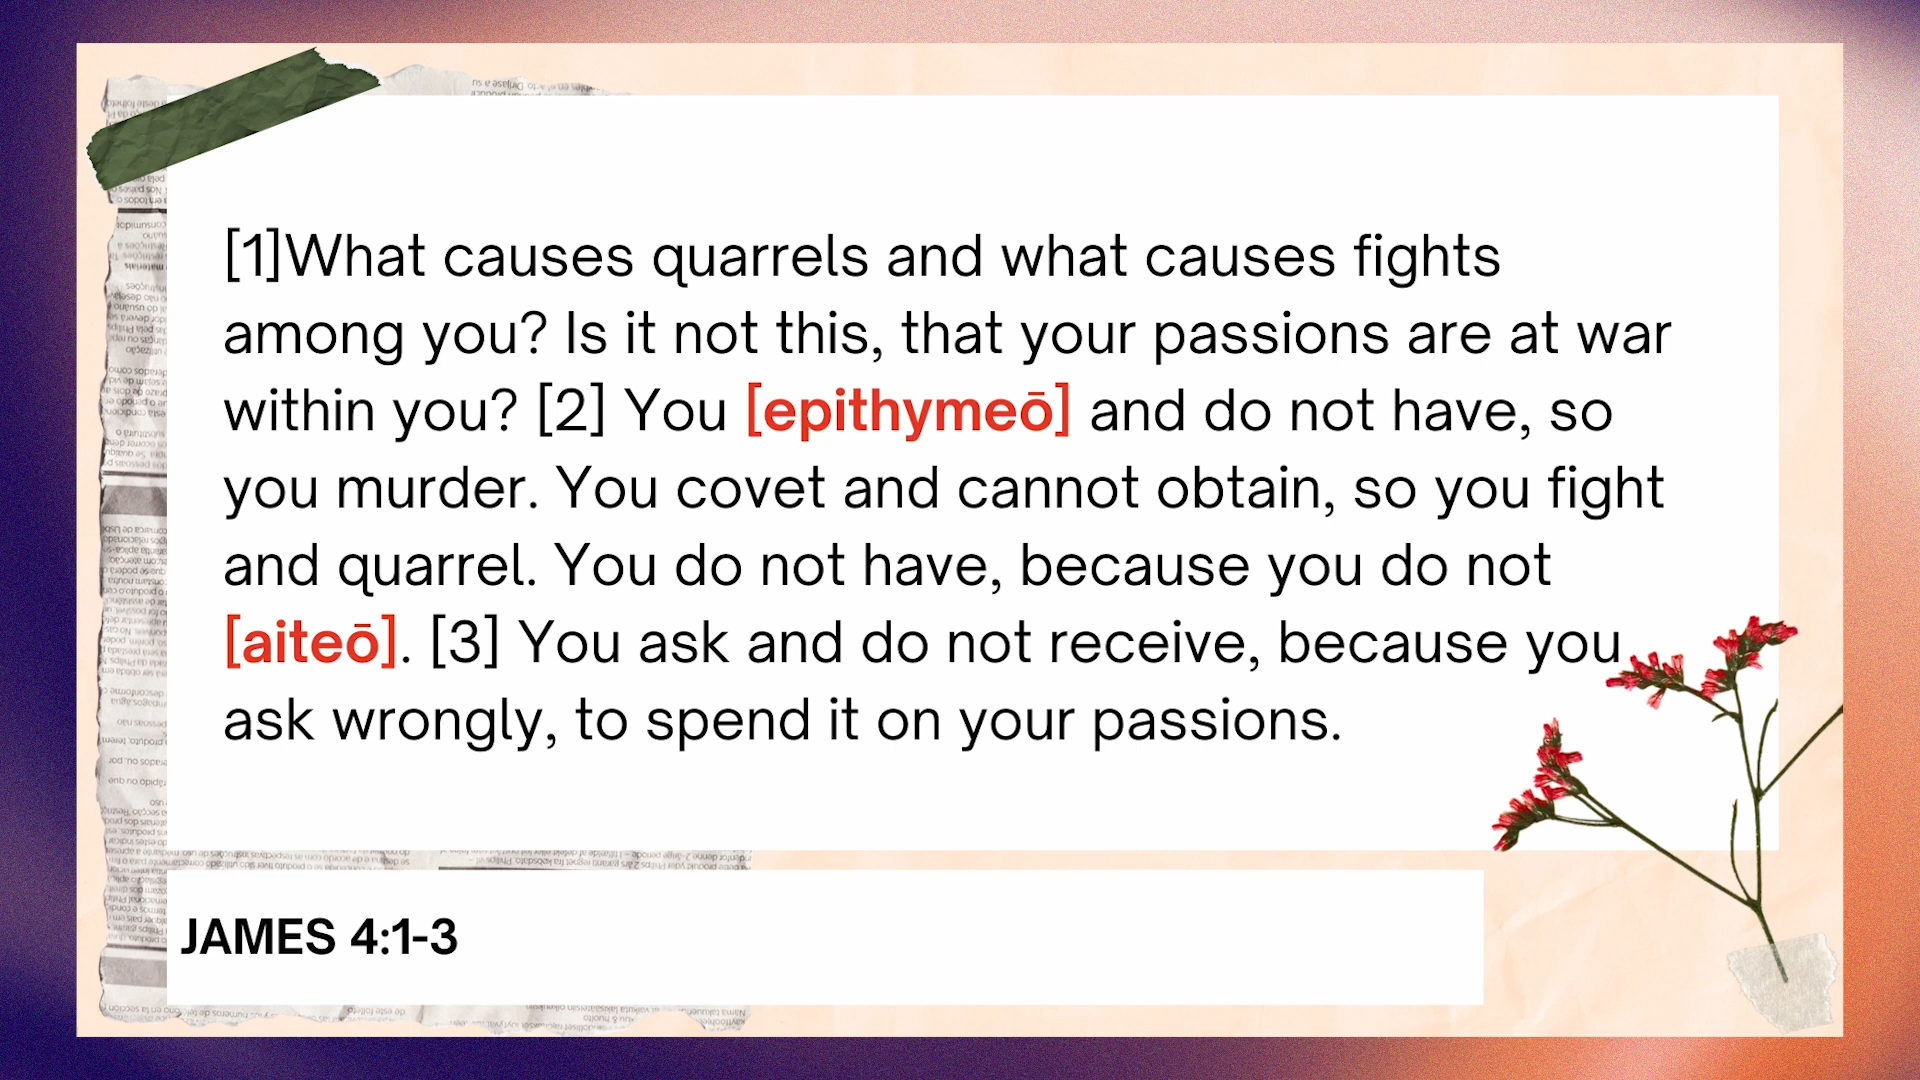 [1]What causes quarrels and what causes fights
among you? Is it not this, that your passions are at war
within you? [2] You [epithymeō] and do not have, so
you murder. You covet and cannot obtain, so you fight
and quarrel. You do not have, because you do not
[aiteō]. [3] You ask and do not receive, because you
ask wrongly, to spend it on your passions.
JAMES 4:1-3